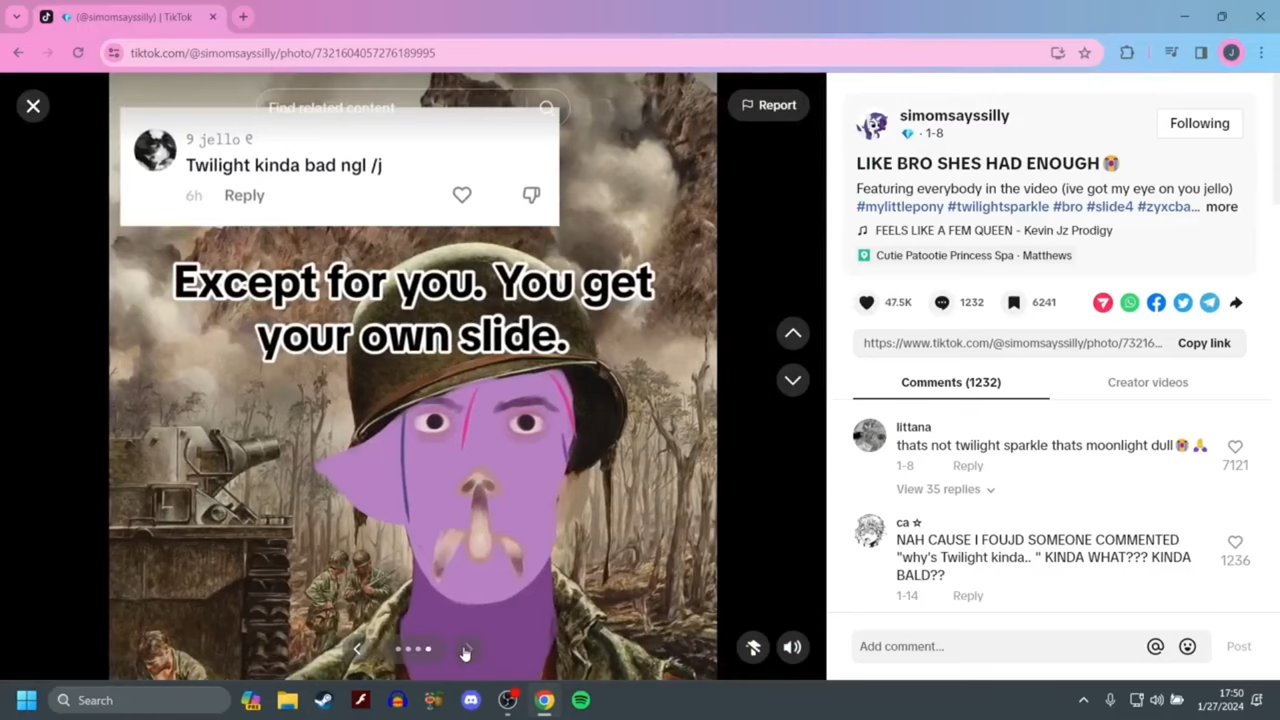 (@simomsayssilly) | TikTok
tiktok.com/@simomsayssilly/photo/7321604057276189995
Find related content
Report
୨ jello ୧
Twilight kinda bad ngl /j
6h Reply
Except for you. You get
your own slide.
simomsayssilly
· 1-8
Following
LIKE BRO SHES HAD ENOUGH😭
Featuring everybody in the video (ive got my eye on you jello)
#mylittlepony #twilightsparkle #bro #slide4 #zyxcba... more
FEELS LIKE A FEM QUEEN - Kevin Jz Prodigy
Cutie Patootie Princess Spa · Matthews
47.5K 1232 6241
https://www.tiktok.com/@simomsayssilly/photo/73216... Copy link
Comments (1232) Creator videos
littana
thats not twilight sparkle thats moonlight dull😭🙏
1-8 Reply
7121
View 35 replies
ca ☆
NAH CAUSE I FOUJD SOMEONE COMMENTED
"why's Twilight kinda.. " KINDA WHAT??? KINDA
BALD??
1236
1-14 Reply
Add comment... Post
Search
17:50
1/27/2024